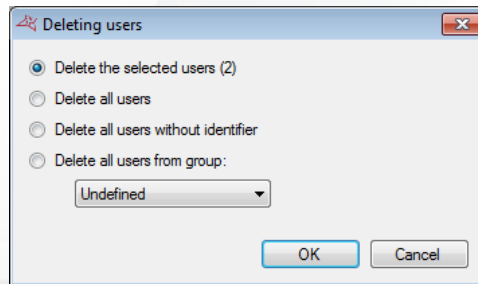 Deleting users
Delete the selected users (2)
Delete all users
Delete all users without identifier
Delete all users from group:
Undefined
OK
Cancel